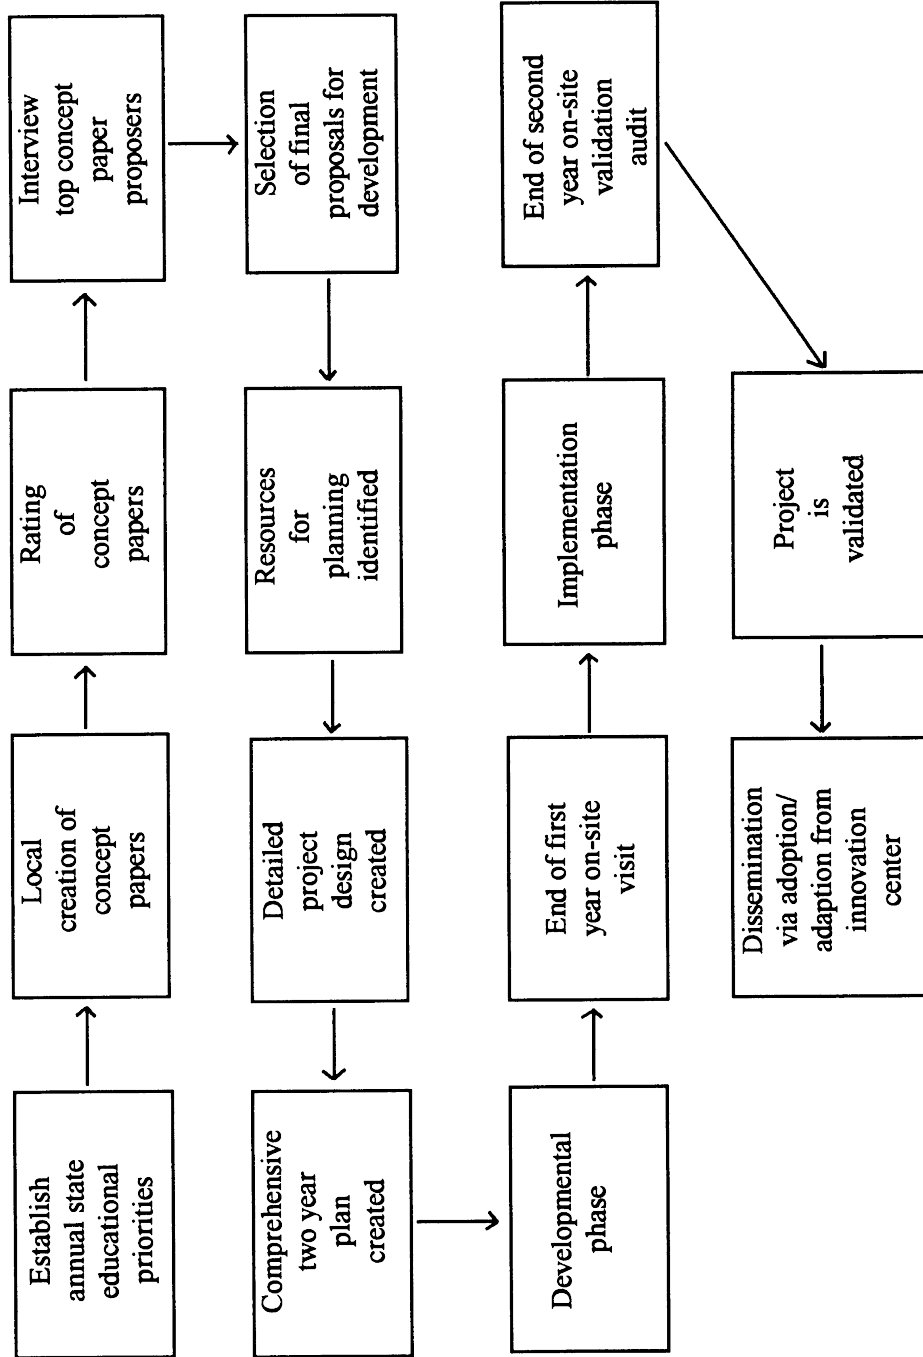 Establish
annual state
educational
priorities
Local
creation of
concept
papers
Rating
of
concept
papers
Interview
top concept
paper
proposers
Selection
of final
proposals for
development
Resources
for
planning
identified
Detailed
project
design
created
Comprehensive
two year
plan
created
Developmental
phase
End of first
year on-site
visit
Implementation
phase
End of second
year on-site
validation
audit
Project
is
validated
Dissemination
via adoption/
adaption from
innovation
center